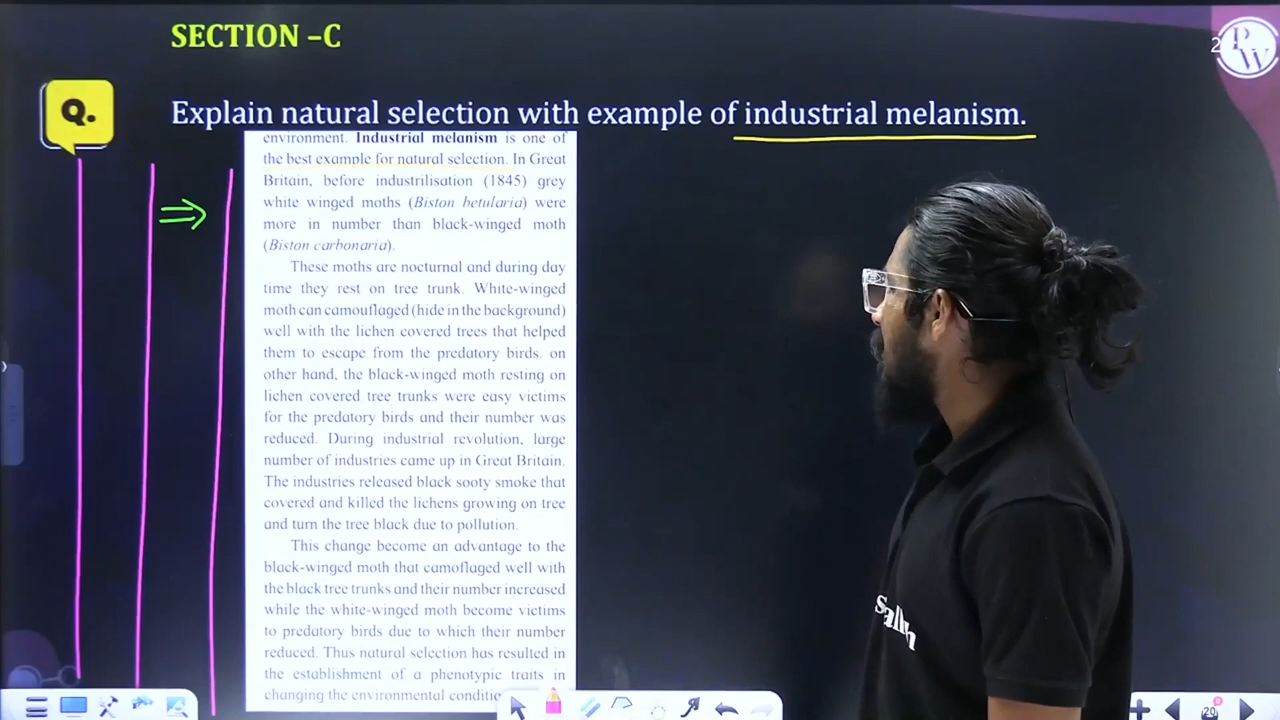 SECTION –C
2
PW
Q.
Explain natural selection with example of industrial melanism.
environment. Industrial melanism is one of
the best example for natural selection. In Great
Britain, before industrilisation (1845) grey
white winged moths (Biston betularia) were
more in number than black-winged moth
(Biston carbonaria).
These moths are nocturnal and during day
time they rest on tree trunk. White-winged
moth can camouflaged (hide in the background)
well with the lichen covered trees that helped
them to escape from the predatory birds. on
other hand, the black-winged moth resting on
lichen covered tree trunks were easy victims
for the predatory birds and their number was
reduced. During industrial revolution, large
number of industries came up in Great Britain.
The industries released black sooty smoke that
covered and killed the lichens growing on tree
and turn the tree black due to pollution.
This change become an advantage to the
black-winged moth that camoflaged well with
the black tree trunks and their number increased
while the white-winged moth become victims
to predatory birds due to which their number
reduced. Thus natural selection has resulted in
the establishment of a phenotypic traits in
changing the environmental conditio
20